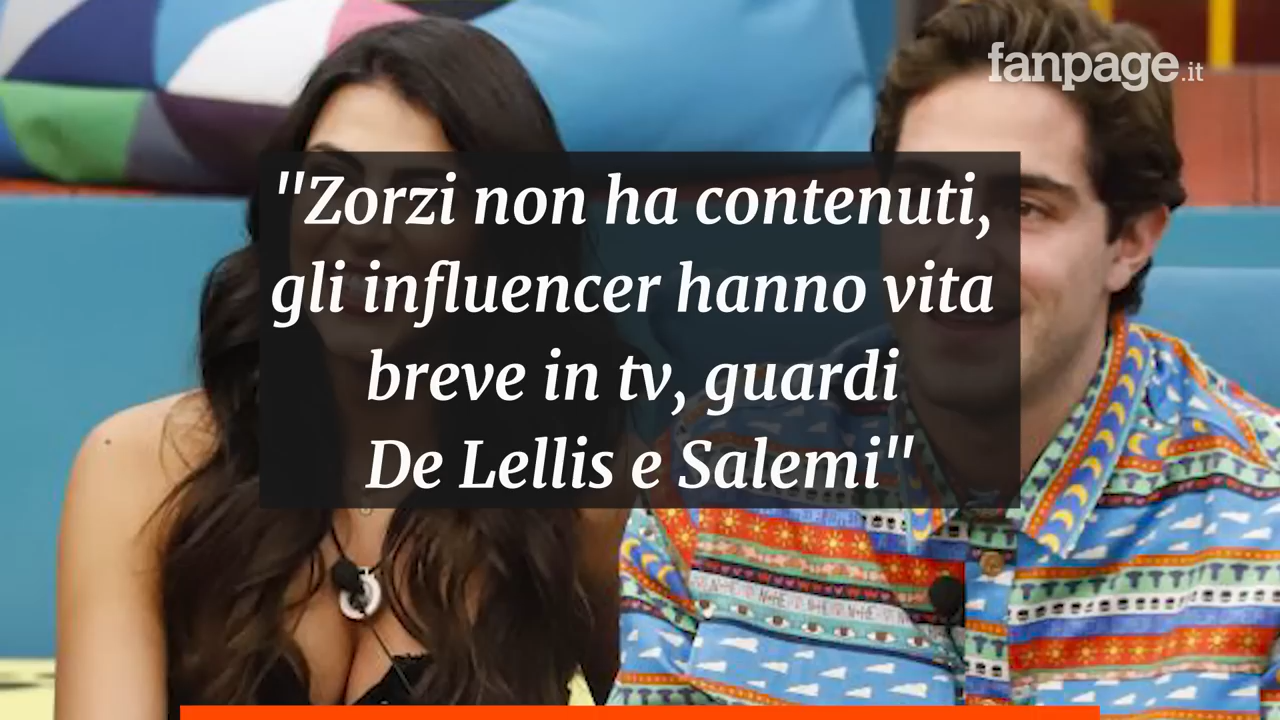 fanpage.it
"Zorzi non ha contenuti,
gli influencer hanno vita
breve in tv, guardi
De Lellis e Salemi"